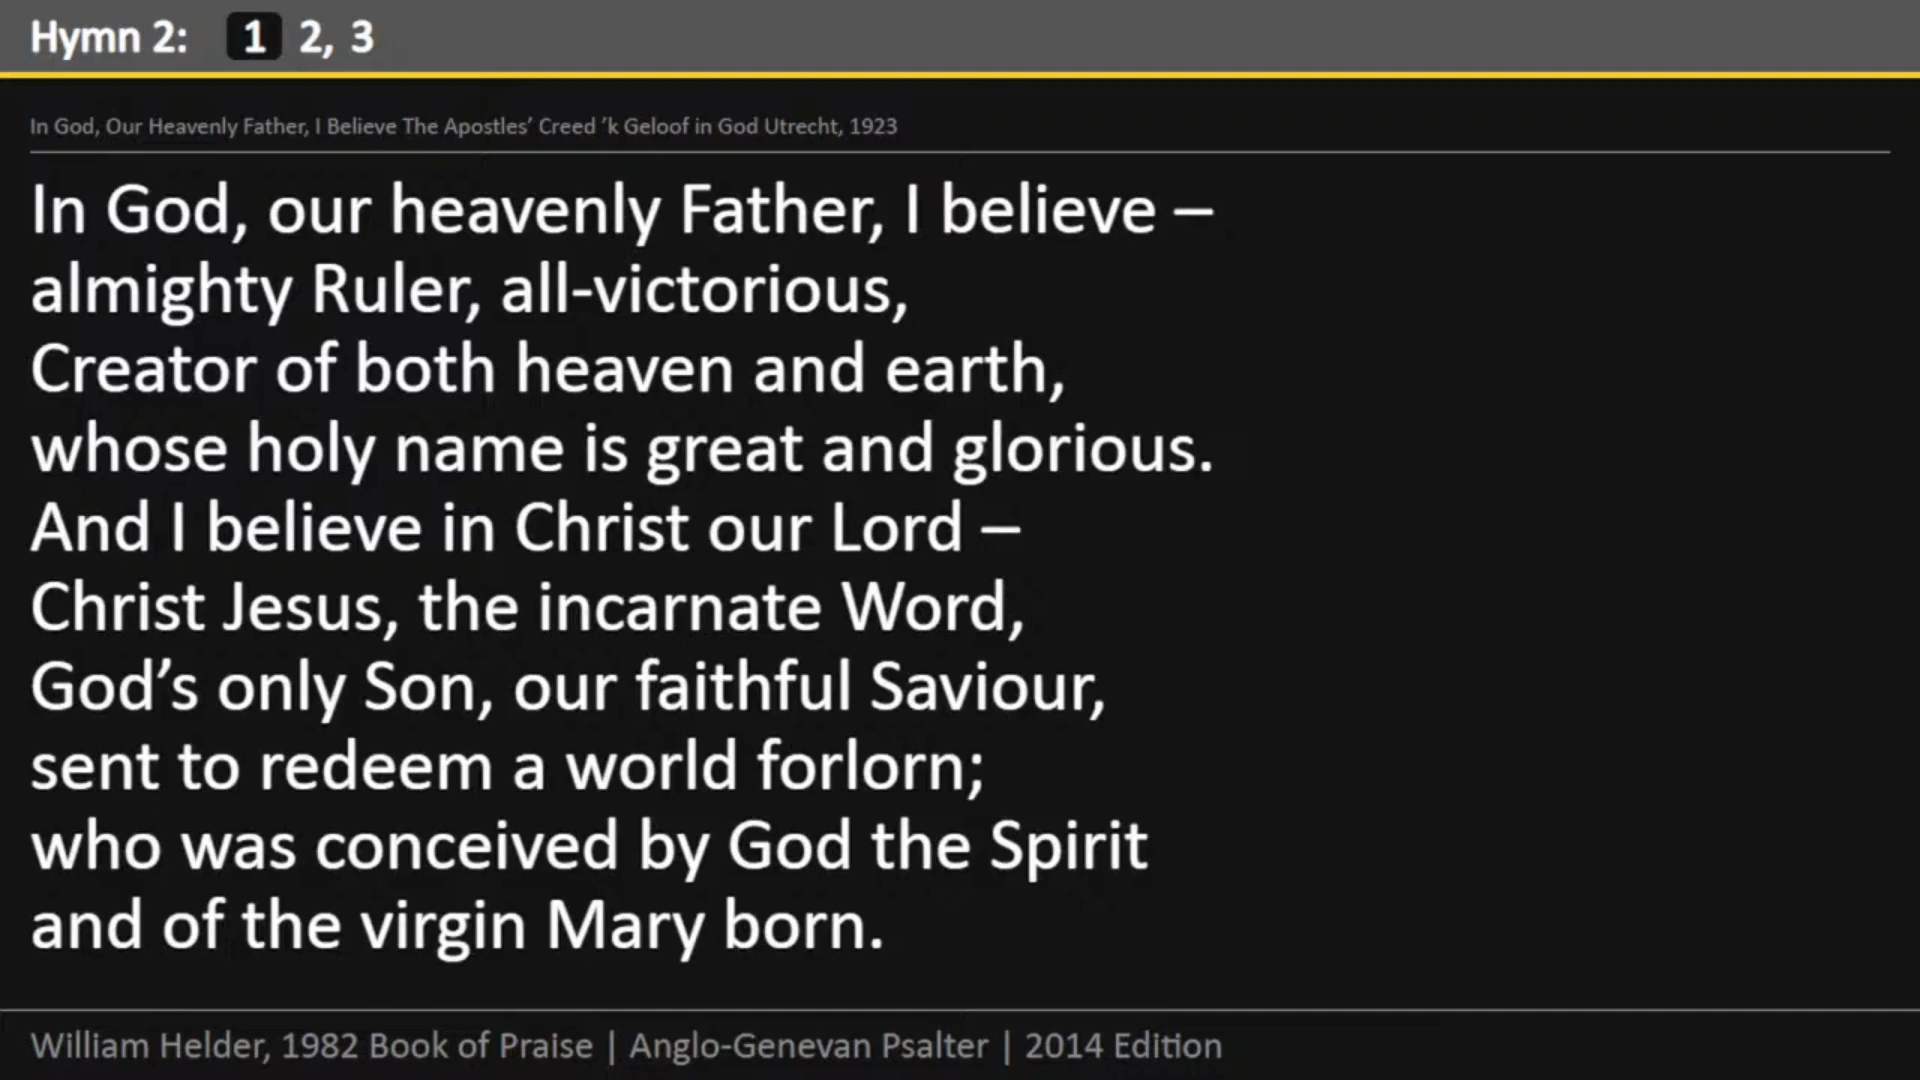 Hymn 2: 1 2, 3
In God, Our Heavenly Father, I Believe The Apostles’ Creed ’k Geloof in God Utrecht, 1923
In God, our heavenly Father, I believe –
almighty Ruler, all-victorious,
Creator of both heaven and earth,
whose holy name is great and glorious.
And I believe in Christ our Lord –
Christ Jesus, the incarnate Word,
God’s only Son, our faithful Saviour,
sent to redeem a world forlorn;
who was conceived by God the Spirit
and of the virgin Mary born.
William Helder, 1982 Book of Praise | Anglo-Genevan Psalter | 2014 Edition